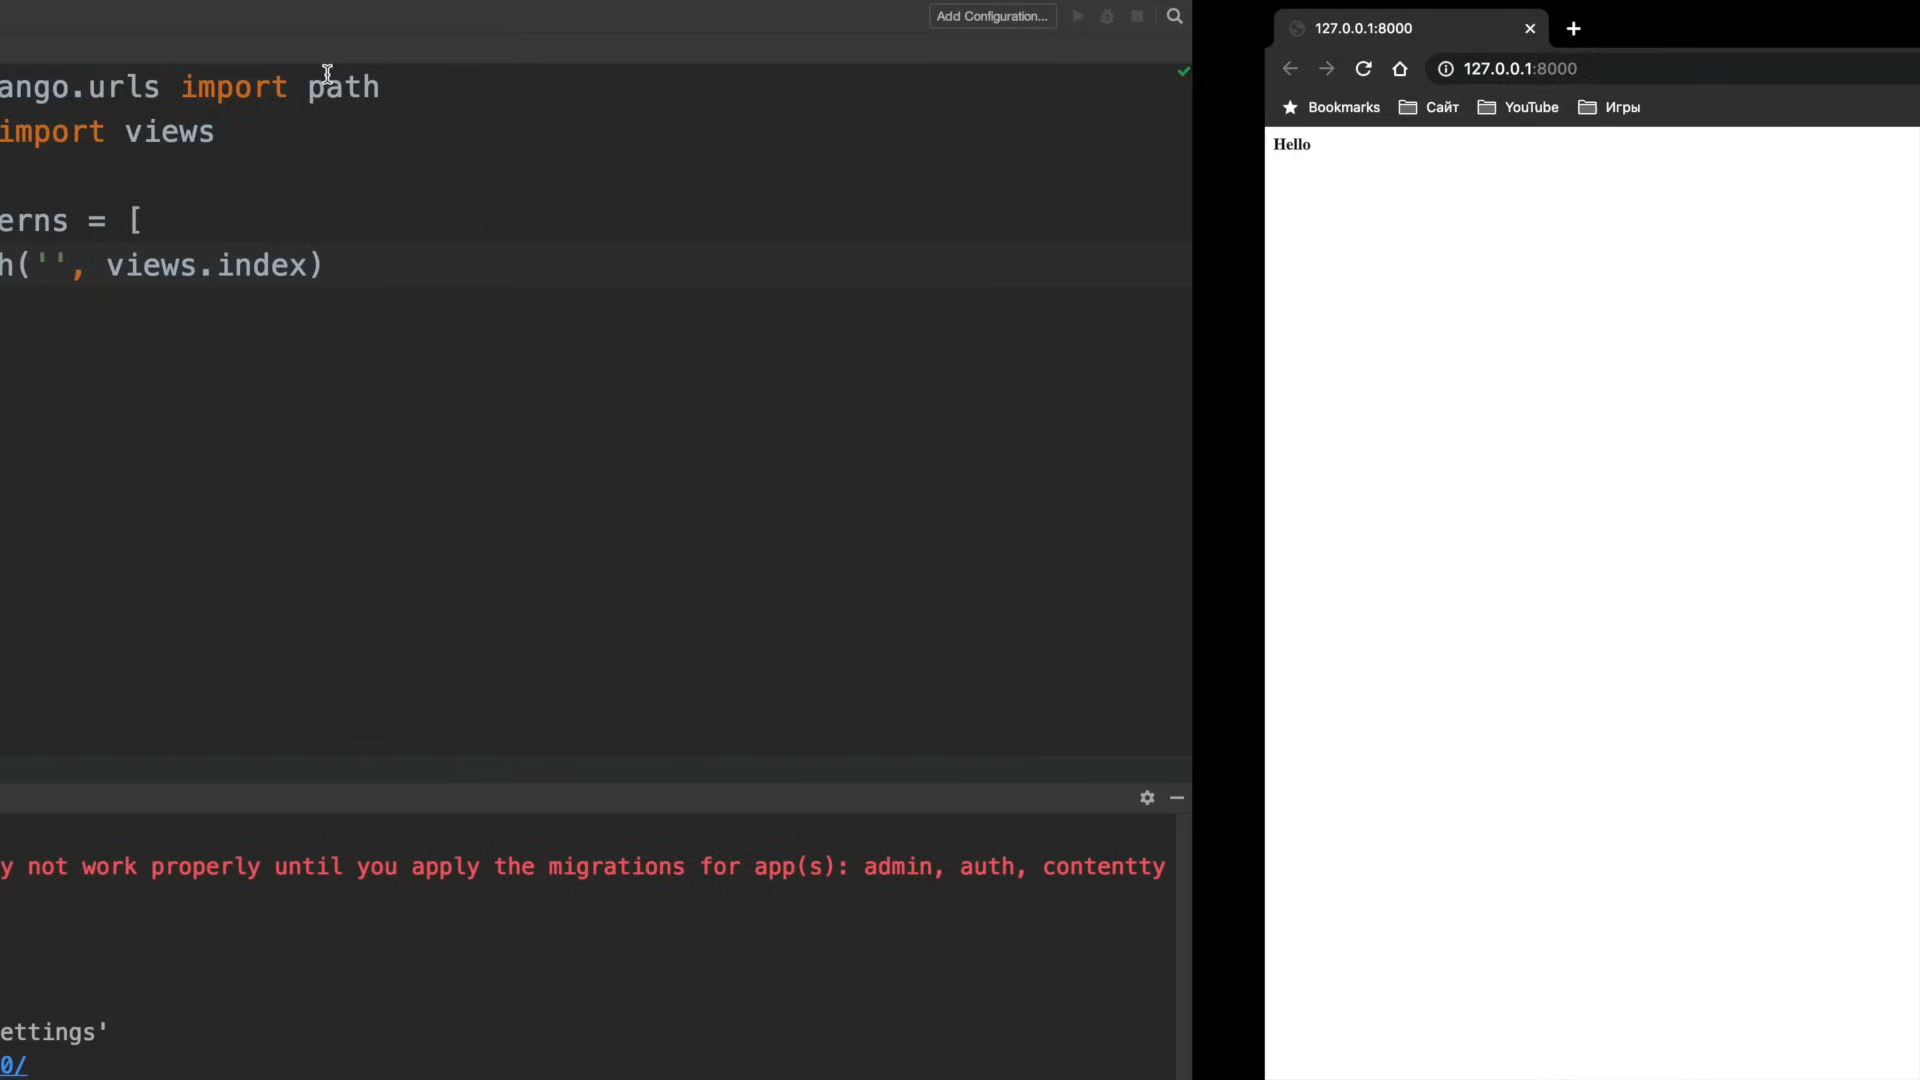 Add Configuration...
ango.urls import path
import views
erns = [
h('', views.index)
y not work properly until you apply the migrations for app(s): admin, auth, contentty
ettings'
0/
127.0.0.1:8000
127.0.0.1:8000
Bookmarks Сайт YouTube Игры
Hello